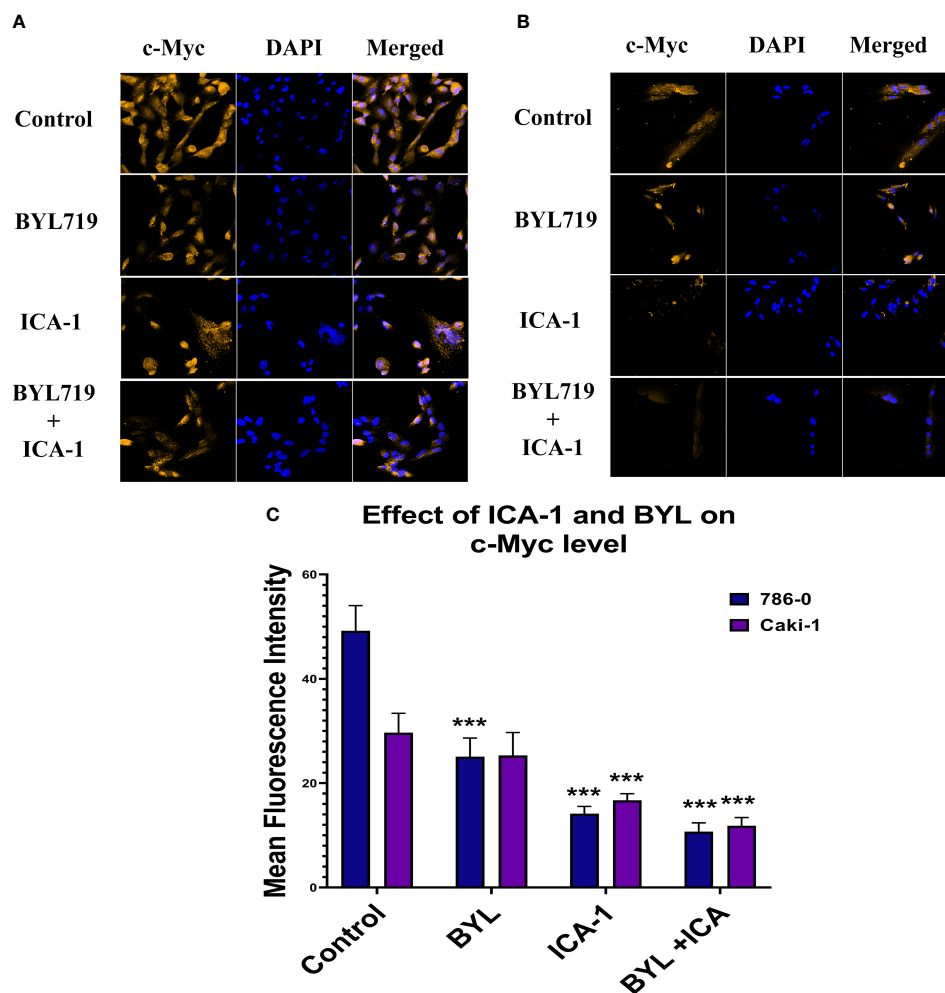 A
c-Myc DAPI Merged
Control
BYL719
ICA-1
BYL719
+
ICA-1
B
c-Myc DAPI Merged
Control
BYL719
ICA-1
BYL719
+
ICA-1
C
Effect of ICA-1 and BYL on
c-Myc level
Mean Fluorescence Intensity
60
40
20
0
***
*** ***
*** ***
786-0
Caki-1
Control BYL ICA-1 BYL +ICA